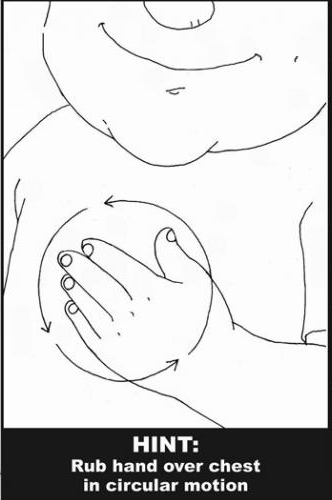 HINT:
Rub hand over chest
in circular motion